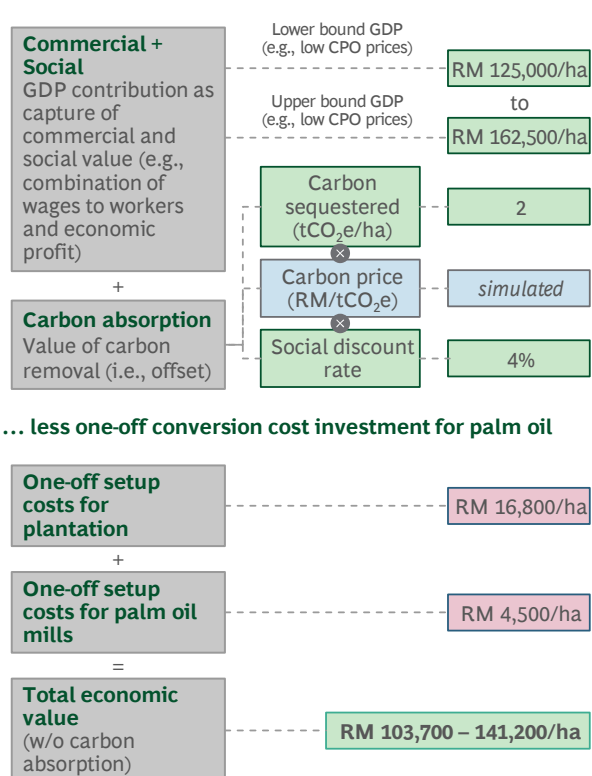 Commercial +
Social
GDP contribution as
capture of
commercial and
social value (e.g.,
combination of
wages to workers
and economic
profit)
Lower bound GDP
(e.g., low CPO prices)
RM 125,000/ha
to
Upper bound GDP
(e.g., low CPO prices)
RM 162,500/ha
+
Carbon absorption
Value of carbon
removal (i.e., offset)
Carbon
sequestered
(tCO₂e/ha)
2
×
Carbon price
(RM/tCO₂e)
simulated
×
Social discount
rate
4%
... less one-off conversion cost investment for palm oil
One-off setup
costs for
plantation
RM 16,800/ha
+
One-off setup
costs for palm oil
mills
RM 4,500/ha
=
Total economic
value
(w/o carbon
absorption)
RM 103,700 – 141,200/ha